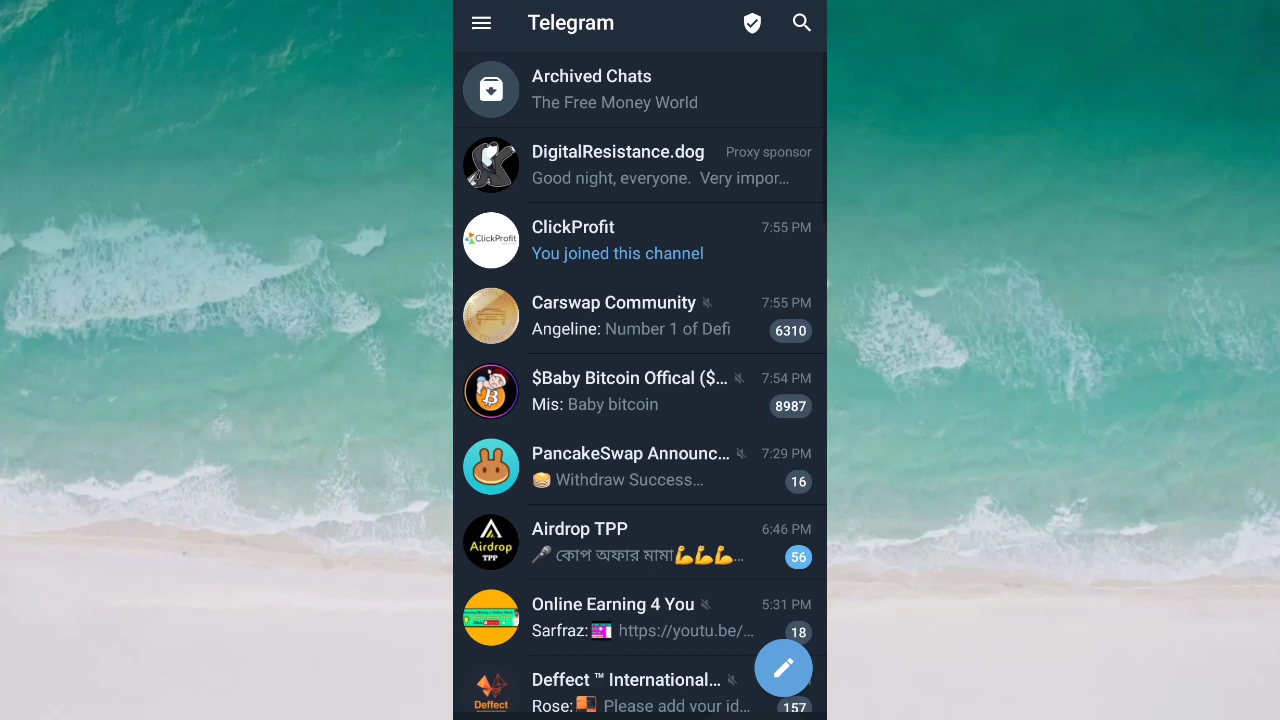 Telegram
Archived Chats
The Free Money World
DigitalResistance.dog Proxy sponsor
Good night, everyone. Very impor...
ClickProfit 7:55 PM
ClickProfit
You joined this channel
Carswap Community 7:55 PM
Angeline: Number 1 of Defi 6310
$Baby Bitcoin Offical ($... 7:54 PM
Mis: Baby bitcoin 8987
PancakeSwap Announc... 7:29 PM
🥞 Withdraw Success... 16
Airdrop TPP 6:46 PM
Airdrop
TPP
🎤 কোপ অফার মামা💪💪💪... 56
Online Earning 4 You 5:31 PM
Sarfraz: https://youtu.be/... 18
Deffect ™ International...
Deffect
Rose: Please add your id... 157